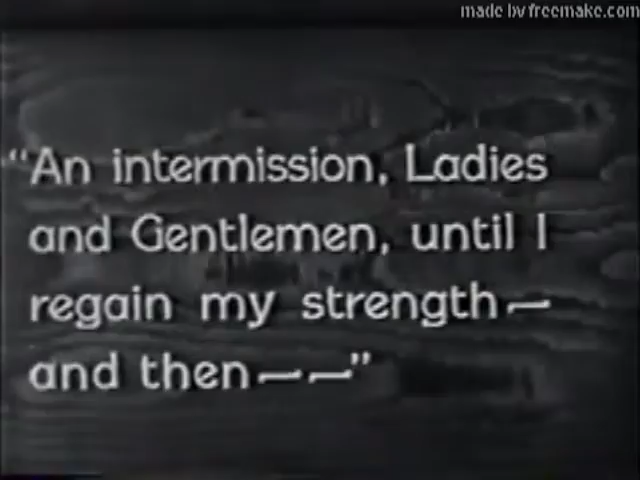 made by freemake.com
"An intermission, Ladies
and Gentlemen, until I
regain my strength—
and then— —"